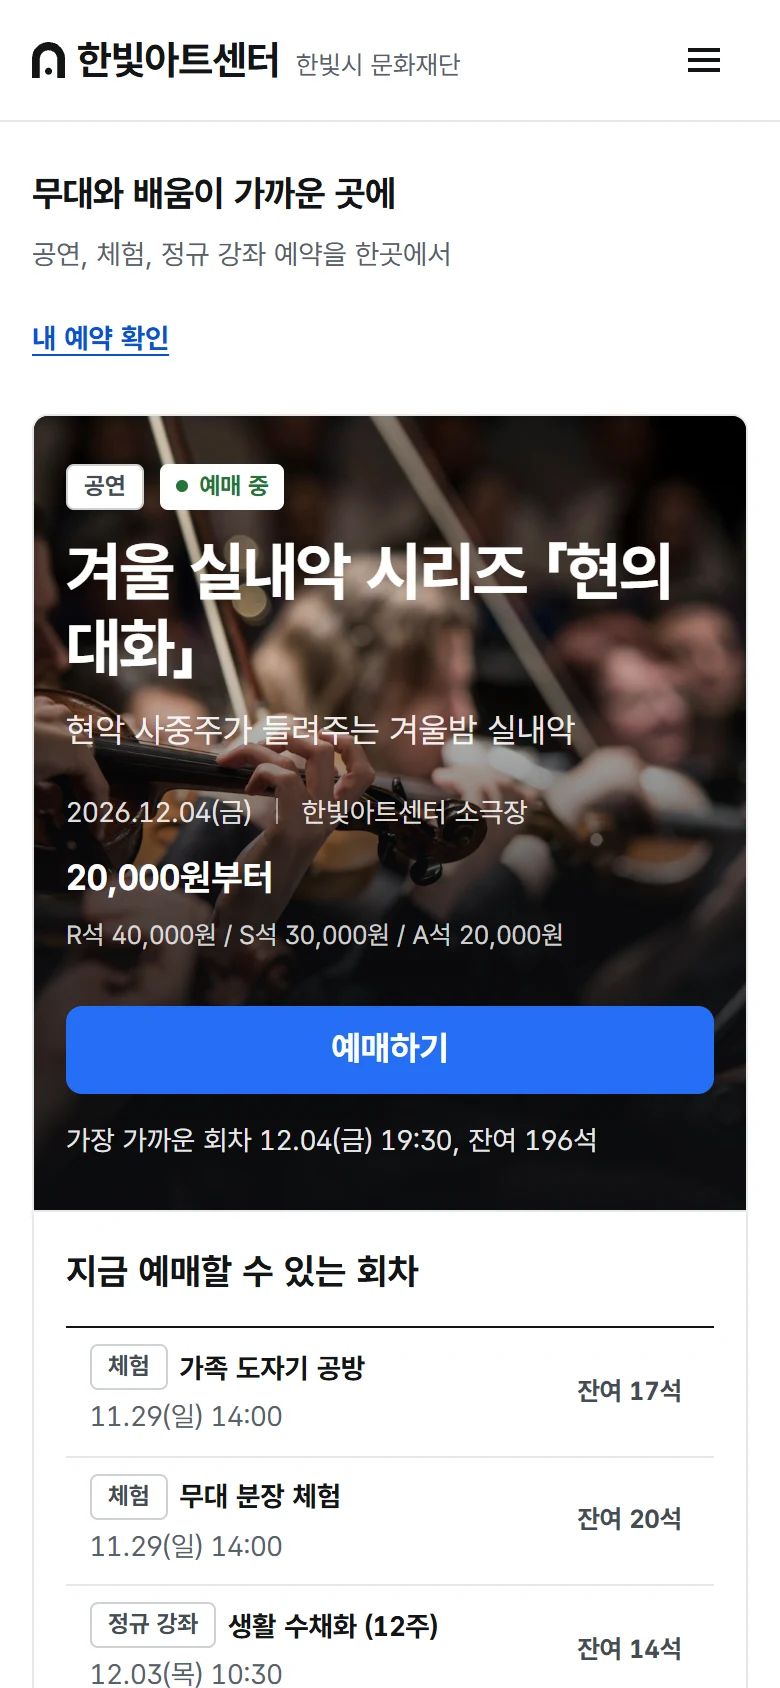 한빛아트센터 한빛시 문화재단
무대와 배움이 가까운 곳에
공연, 체험, 정규 강좌 예약을 한곳에서
내 예약 확인
공연 예매 중
겨울 실내악 시리즈 「현의
대화」
현악 사중주가 들려주는 겨울밤 실내악
2026.12.04(금) | 한빛아트센터 소극장
20,000원부터
R석 40,000원 / S석 30,000원 / A석 20,000원
예매하기
가장 가까운 회차 12.04(금) 19:30, 잔여 196석
지금 예매할 수 있는 회차
체험 가족 도자기 공방
11.29(일) 14:00
잔여 17석
체험 무대 분장 체험
11.29(일) 14:00
잔여 20석
정규 강좌 생활 수채화 (12주)
12.03(목) 10:30
잔여 14석